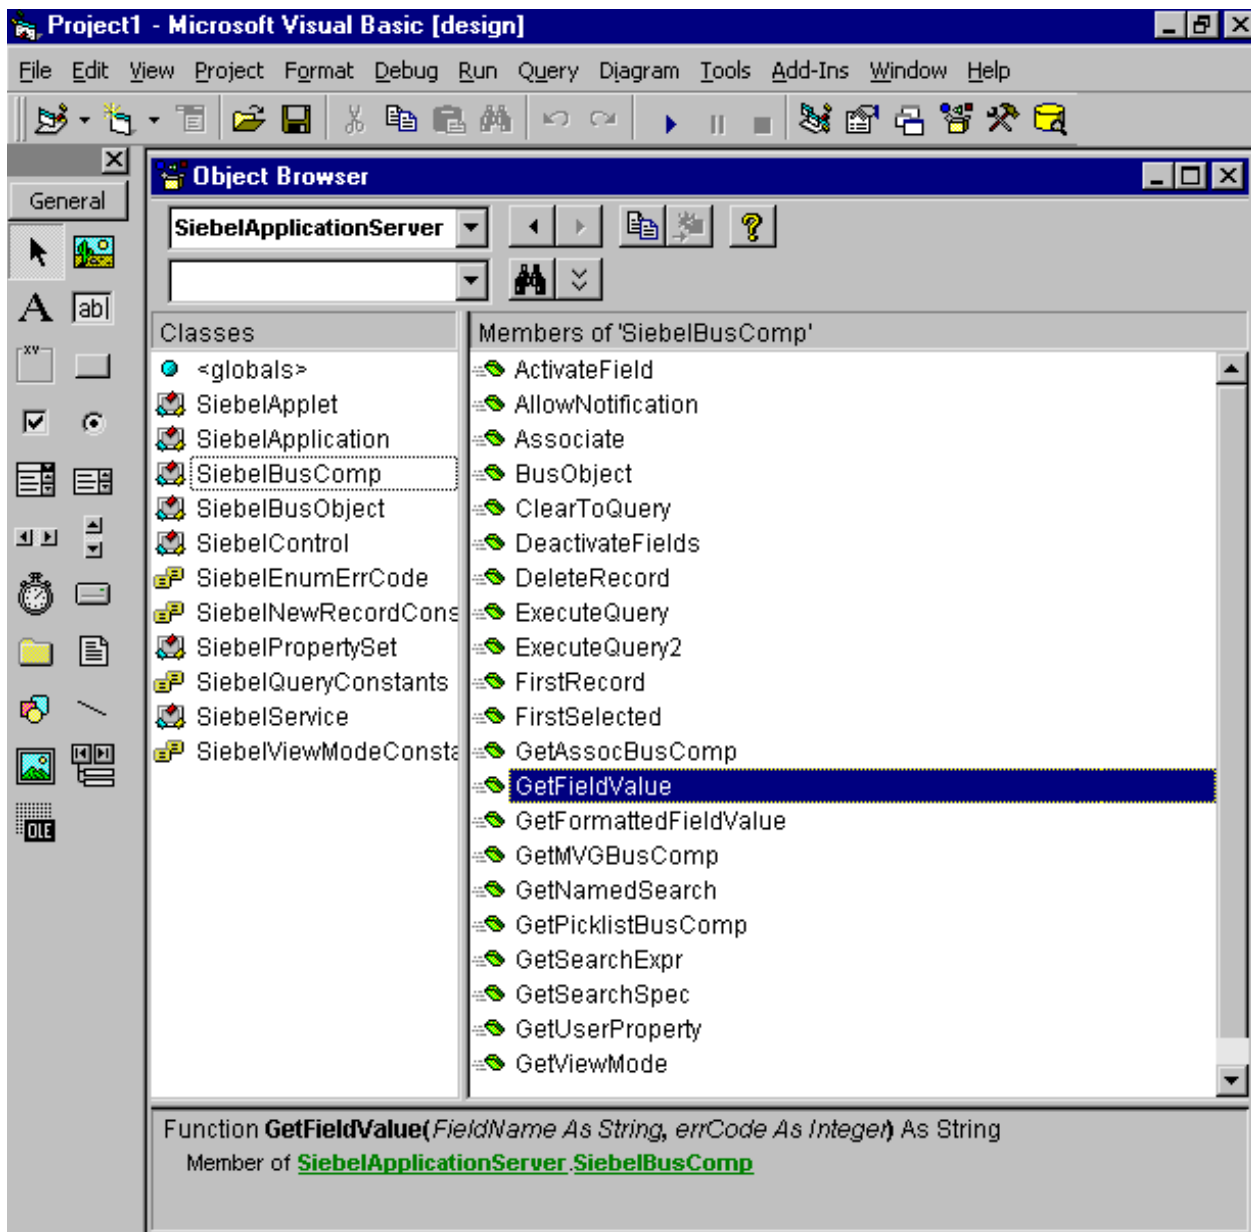 Project1 - Microsoft Visual Basic [design]
File Edit View Project Format Debug Run Query Diagram Tools Add-Ins Window Help
Object Browser
General
SiebelApplicationServer
A ab|
Classes
Members of 'SiebelBusComp'
XY
<globals>
SiebelApplet
SiebelApplication
SiebelBusComp
SiebelBusObject
SiebelControl
SiebelEnumErrCode
SiebelNewRecordCons
SiebelPropertySet
SiebelQueryConstants
SiebelService
SiebelViewModeConsta
ActivateField
AllowNotification
Associate
BusObject
ClearToQuery
DeactivateFields
DeleteRecord
ExecuteQuery
ExecuteQuery2
FirstRecord
FirstSelected
GetAssocBusComp
GetFieldValue
GetFormattedFieldValue
GetMVGBusComp
GetNamedSearch
GetPicklistBusComp
GetSearchExpr
GetSearchSpec
GetUserProperty
GetViewMode
OLE
Function GetFieldValue(FieldName As String, errCode As Integer) As String
Member of SiebelApplicationServer.SiebelBusComp